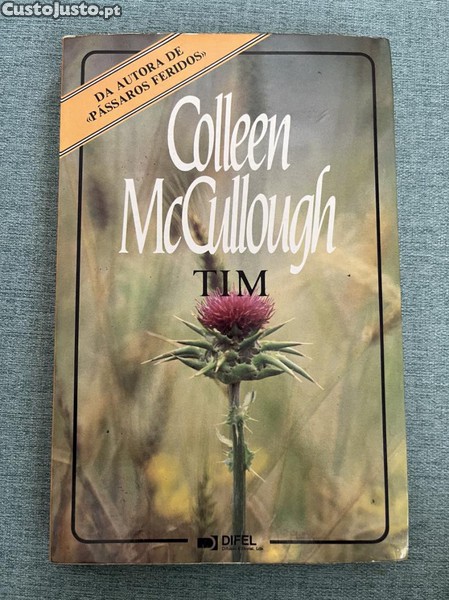 CustoJusto.pt
DA AUTORA DE
«PÁSSAROS FERIDOS»
Colleen
McCullough
TIM
DIFEL